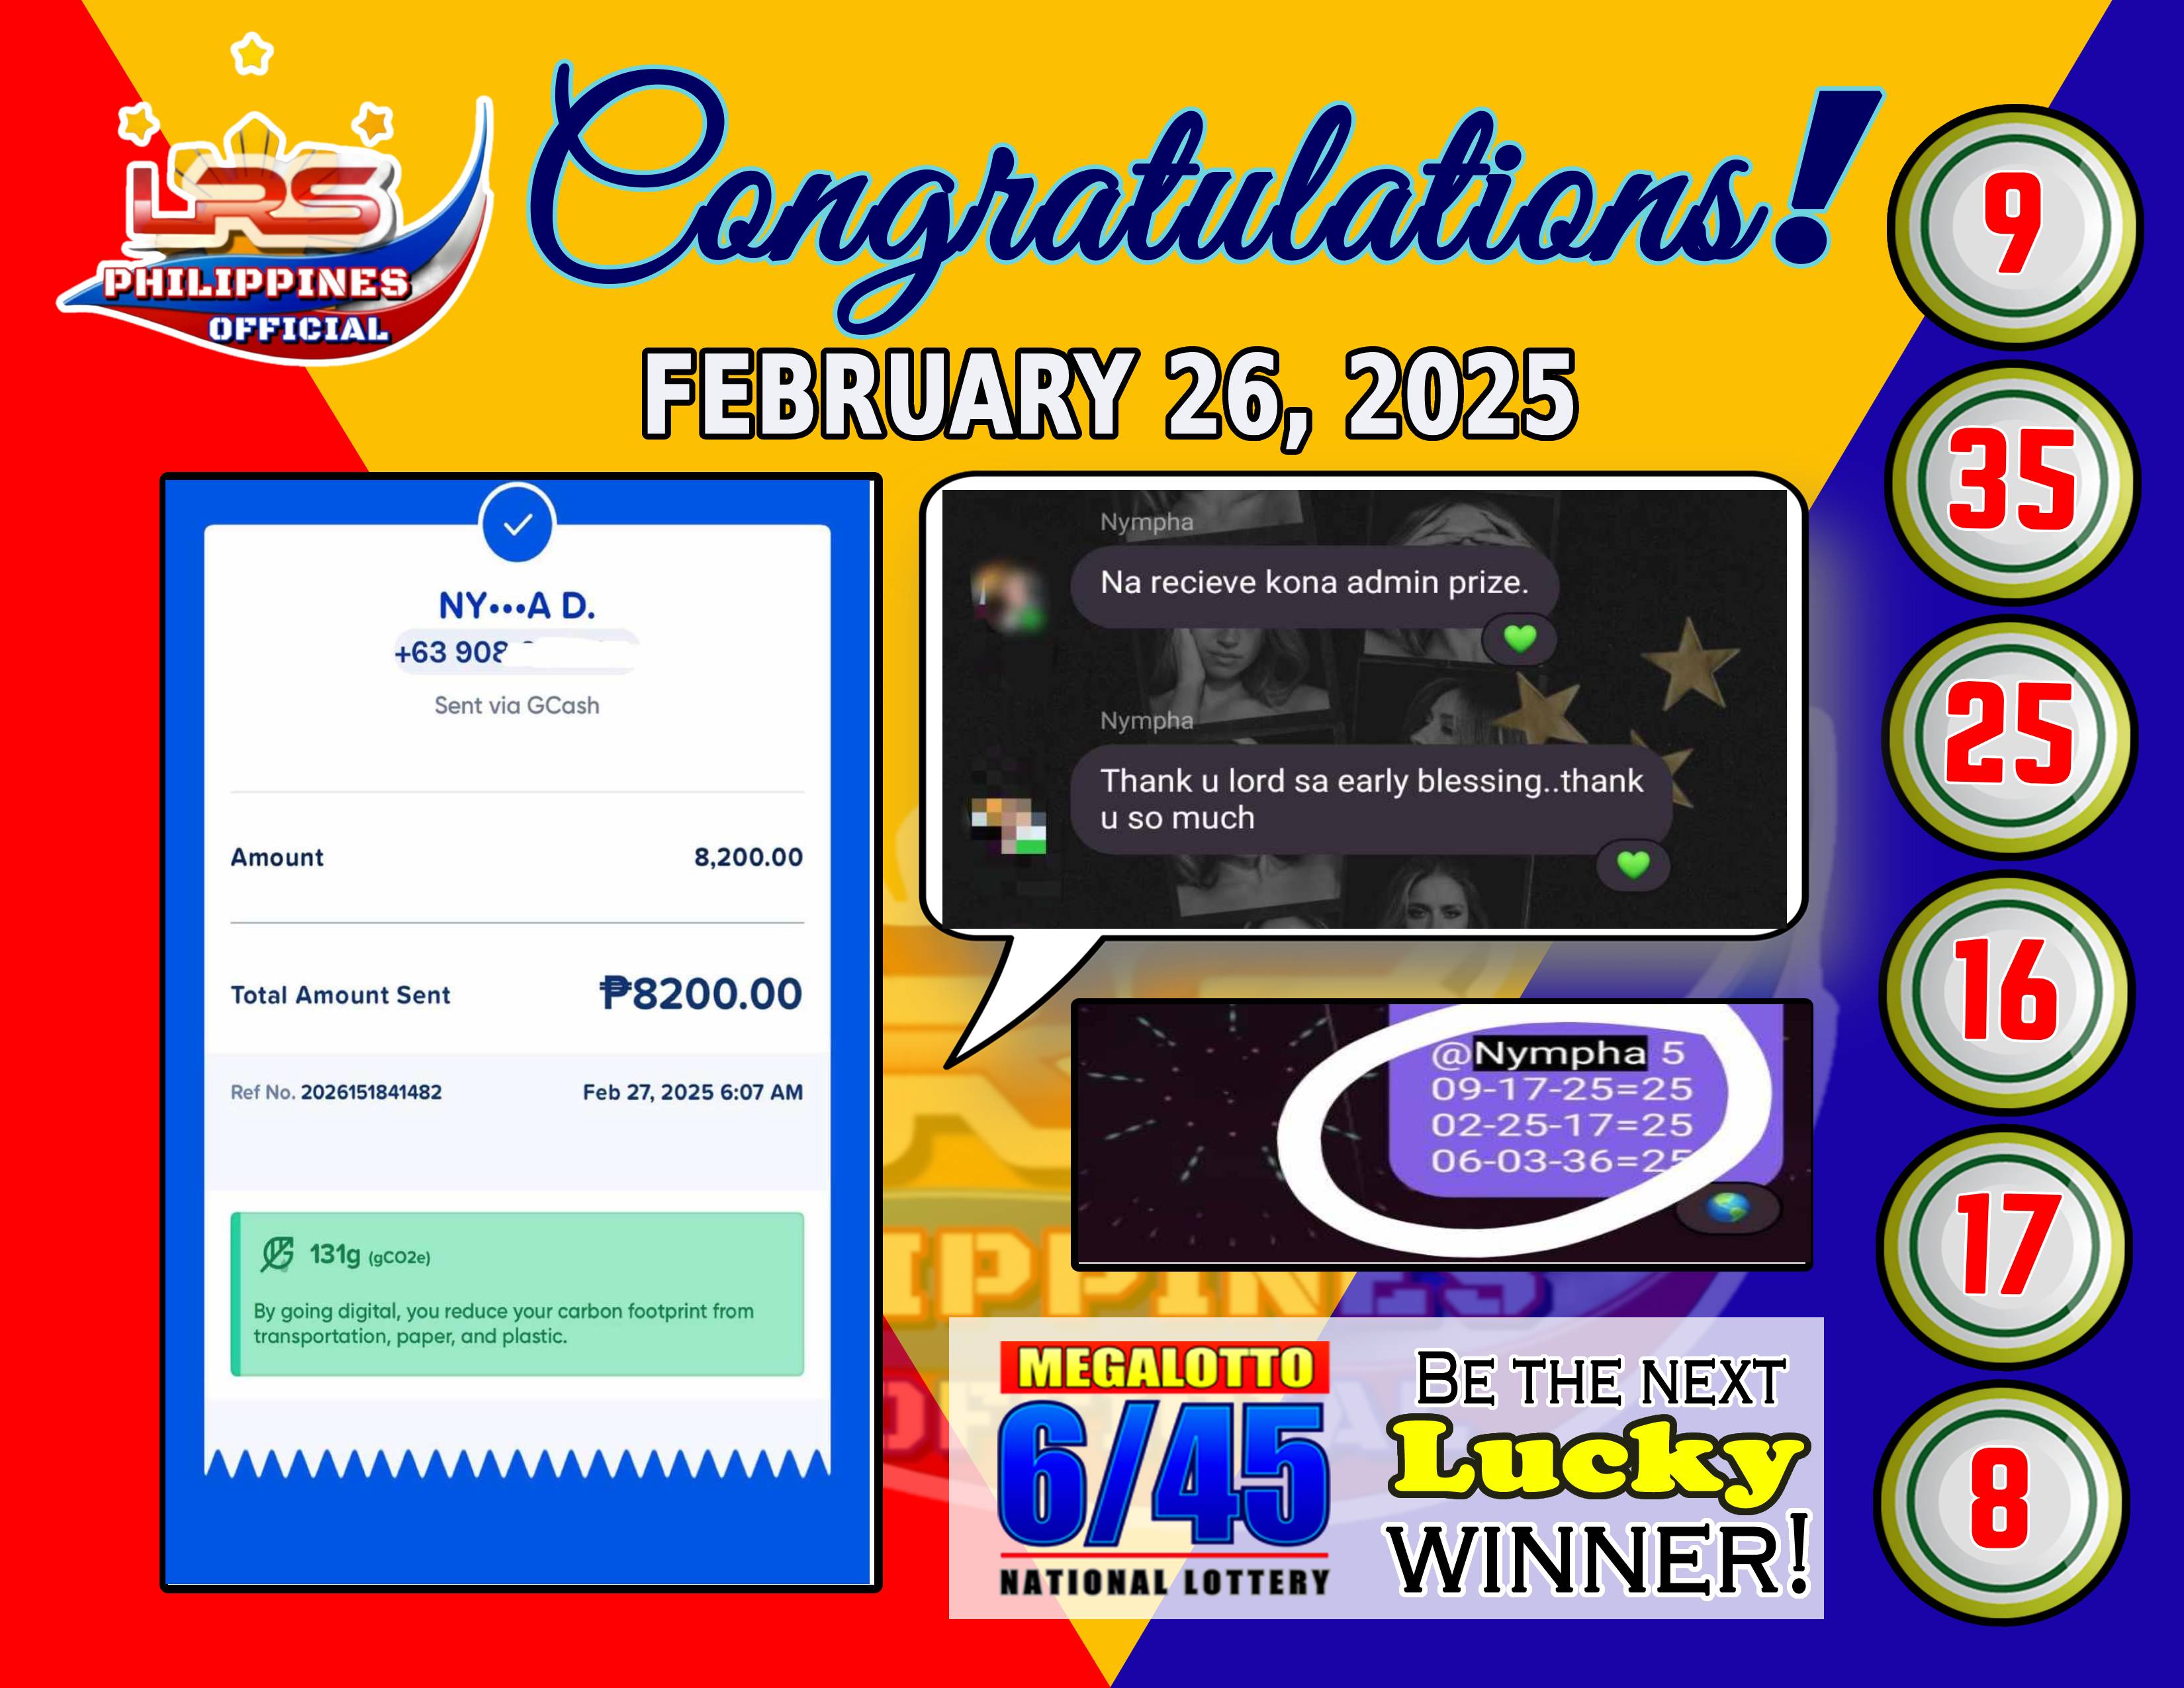 LRS
PHILIPPINES
OFFICIAL
Congratulations!
FEBRUARY 26, 2025
NY•••A D.
+63 908
Sent via GCash
Amount 8,200.00
Total Amount Sent ₱8200.00
Ref No. 2026151841482 Feb 27, 2025 6:07 AM
131g (gCO2e)
By going digital, you reduce your carbon footprint from
transportation, paper, and plastic.
Nympha
Na recieve kona admin prize.
Nympha
Thank u lord sa early blessing..thank
u so much
@Nympha 5
09-17-25=25
02-25-17=25
06-03-36=25
MEGALOTTO
6/45
NATIONAL LOTTERY
BE THE NEXT
Lucky
WINNER!
9
35
25
16
17
8